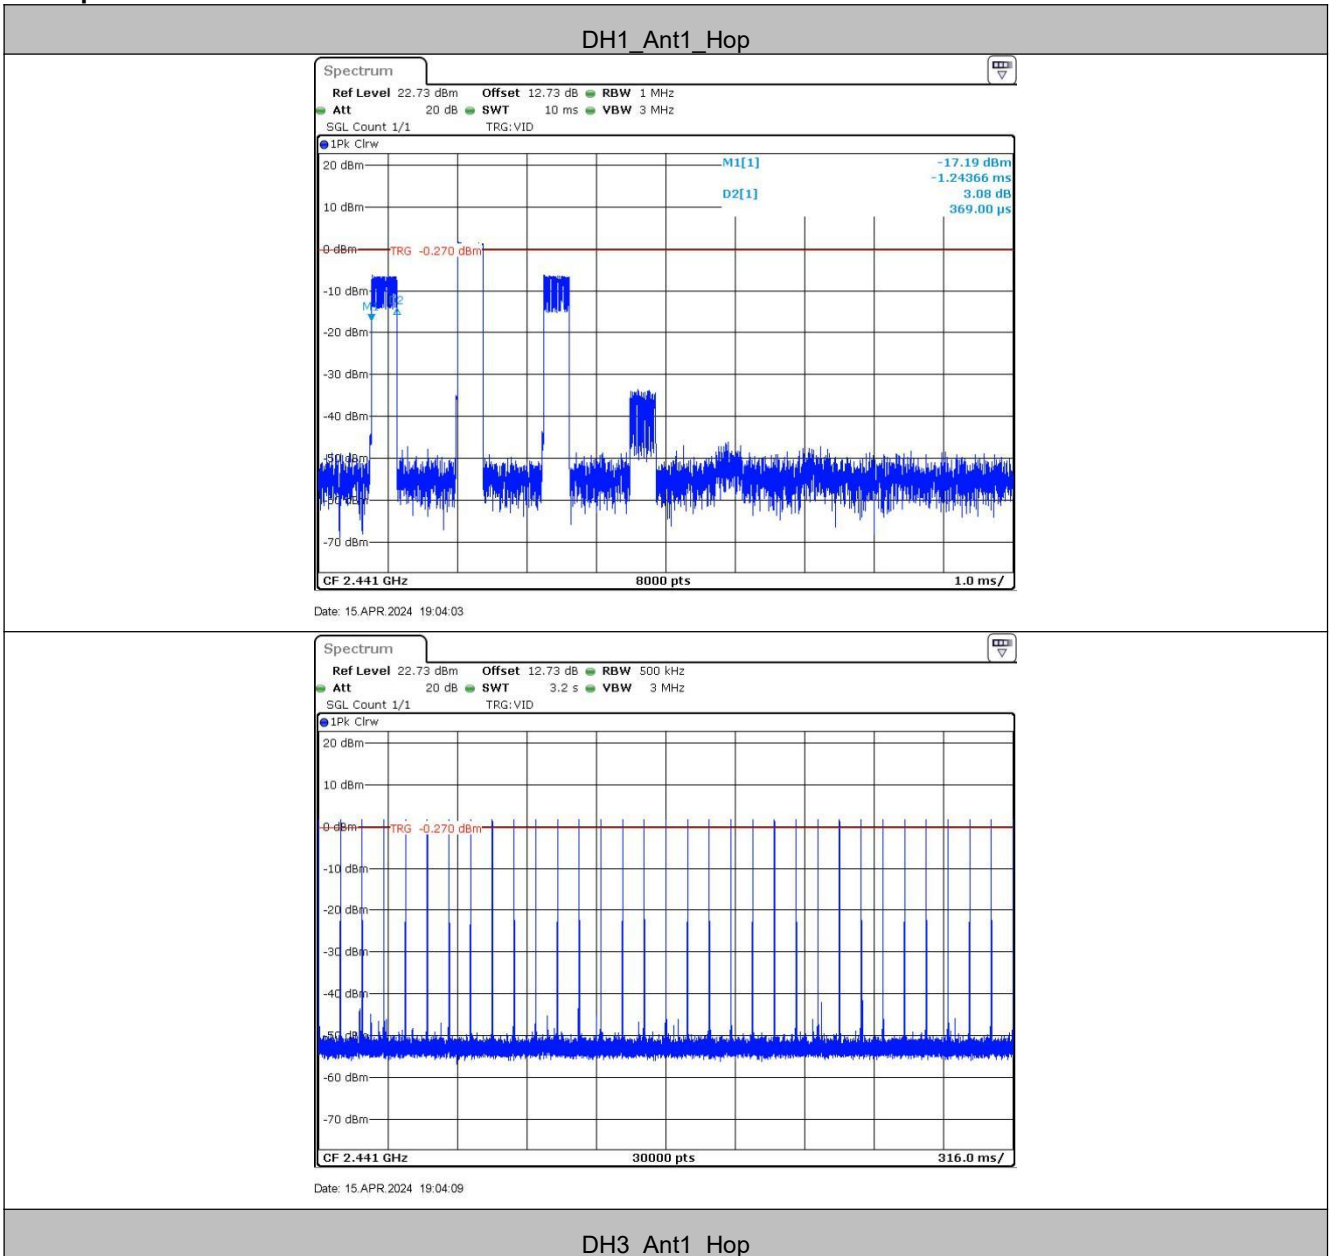 DH1_Ant1_Hop
Spectrum
Ref Level 22.73 dBm Offset 12.73 dB RBW 1 MHz
Att 20 dB SWT 10 ms VBW 3 MHz
SGL Count 1/1 TRG:VID
1Pk Clrw
20 dBm
M1[1] -17.19 dBm
-1.24366 ms
D2[1] 3.08 dB
10 dBm
369.00 µs
0 dBm
TRG -0.270 dBm
-10 dBm
-20 dBm
-30 dBm
-40 dBm
-50 dBm
-70 dBm
CF 2.441 GHz 8000 pts 1.0 ms/
Date: 15.APR.2024 19:04:03
Spectrum
Ref Level 22.73 dBm Offset 12.73 dB RBW 500 kHz
Att 20 dB SWT 3.2 s VBW 3 MHz
SGL Count 1/1 TRG:VID
1Pk Clrw
20 dBm
10 dBm
0 dBm
TRG -0.270 dBm
-10 dBm
-20 dBm
-30 dBm
-40 dBm
-60 dBm
-70 dBm
CF 2.441 GHz 30000 pts 316.0 ms/
Date: 15.APR.2024 19:04:09
DH3_Ant1_Hop